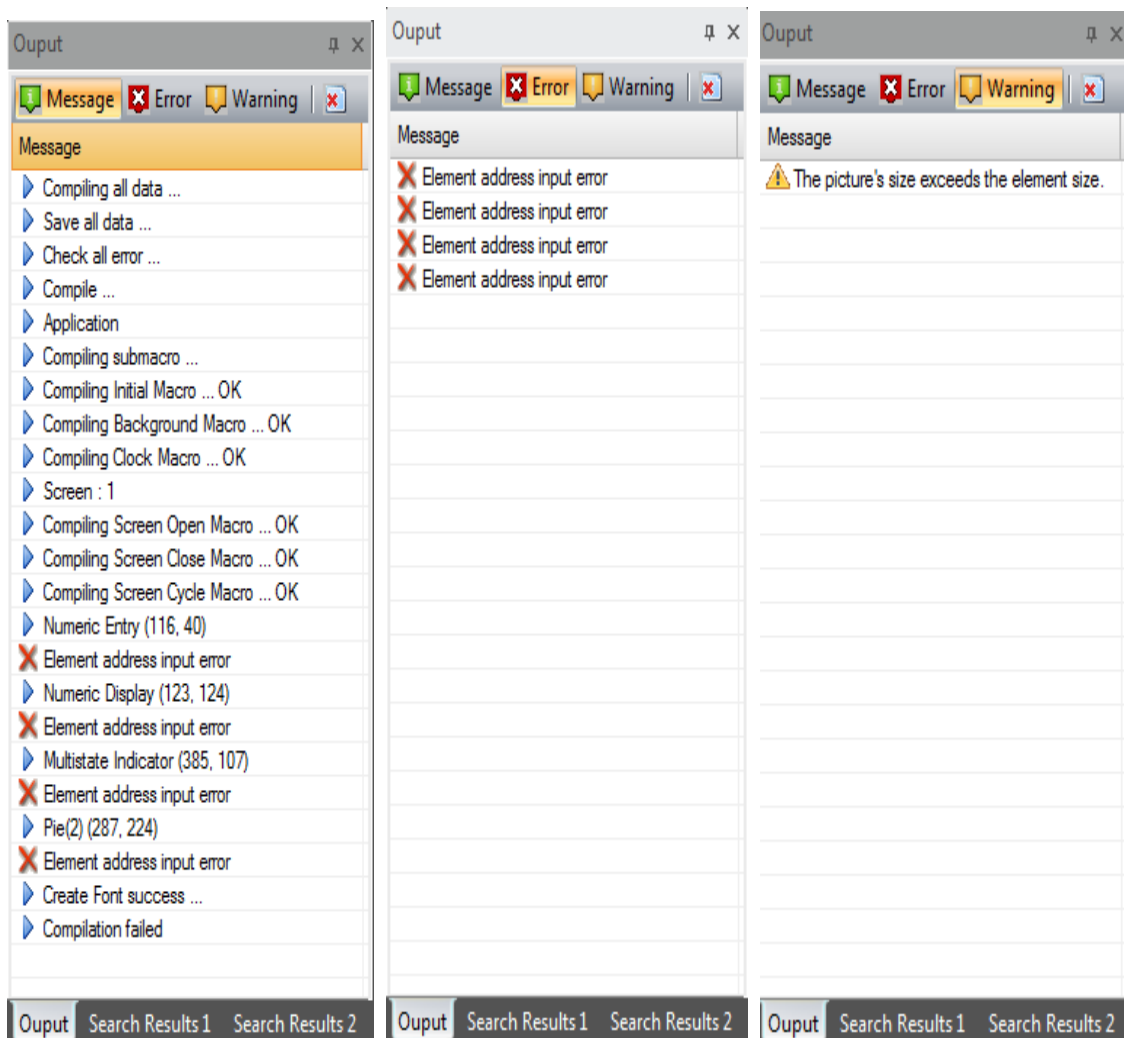 Ouput
Message Error Warning
Message
Compiling all data ...
Save all data ...
Check all error ...
Compile ...
Application
Compiling submacro ...
Compiling Initial Macro ... OK
Compiling Background Macro ... OK
Compiling Clock Macro ... OK
Screen : 1
Compiling Screen Open Macro ... OK
Compiling Screen Close Macro ... OK
Compiling Screen Cycle Macro ... OK
Numeric Entry (116, 40)
Element address input error
Numeric Display (123, 124)
Element address input error
Multistate Indicator (385, 107)
Element address input error
Pie(2) (287, 224)
Element address input error
Create Font success ...
Compilation failed
Ouput Search Results 1 Search Results 2
Ouput
Message Error Warning
Message
Element address input error
Element address input error
Element address input error
Element address input error
Ouput Search Results 1 Search Results 2
Ouput
Message Error Warning
Message
The picture's size exceeds the element size.
Ouput Search Results 1 Search Results 2